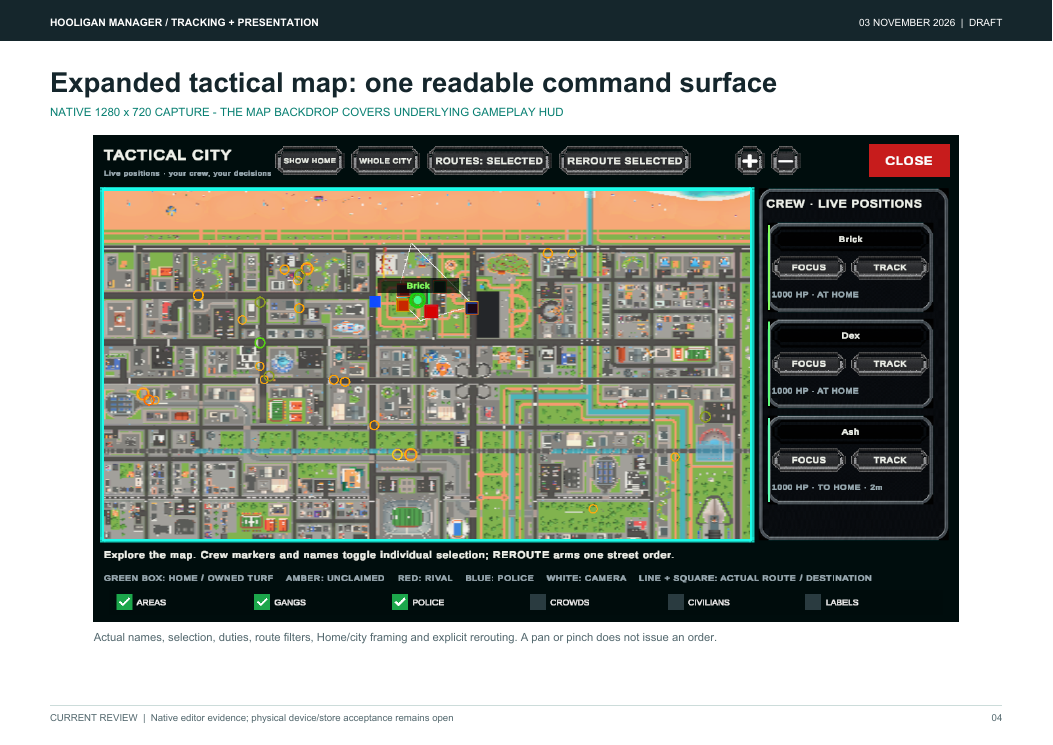 HOOLIGAN MANAGER / TRACKING + PRESENTATION
03 NOVEMBER 2026 | DRAFT
Expanded tactical map: one readable command surface
NATIVE 1280 x 720 CAPTURE - THE MAP BACKDROP COVERS UNDERLYING GAMEPLAY HUD
TACTICAL CITY
Live positions · your crew, your decisions
SHOW HOME
WHOLE CITY
ROUTES: SELECTED
REROUTE SELECTED
+
−
CLOSE
Brick
CREW · LIVE POSITIONS
Brick
FOCUS
TRACK
1000 HP · AT HOME
Dex
FOCUS
TRACK
1000 HP · AT HOME
Ash
FOCUS
TRACK
1000 HP · TO HOME · 2m
Explore the map. Crew markers and names toggle individual selection; REROUTE arms one street order.
GREEN BOX: HOME / OWNED TURF AMBER: UNCLAIMED RED: RIVAL BLUE: POLICE WHITE: CAMERA LINE + SQUARE: ACTUAL ROUTE / DESTINATION
AREAS
GANGS
POLICE
CROWDS
CIVILIANS
LABELS
Actual names, selection, duties, route filters, Home/city framing and explicit rerouting. A pan or pinch does not issue an order.
CURRENT REVIEW | Native editor evidence; physical device/store acceptance remains open
04